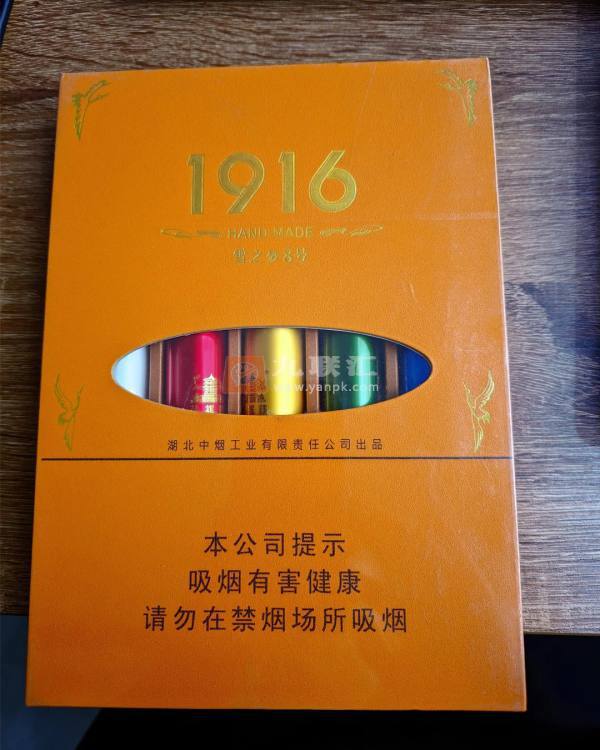 1916
HAND MADE
雪之梦8号
九联汇
www.yanpk.com
湖北中烟工业有限责任公司出品
本公司提示
吸烟有害健康
请勿在禁烟场所吸烟